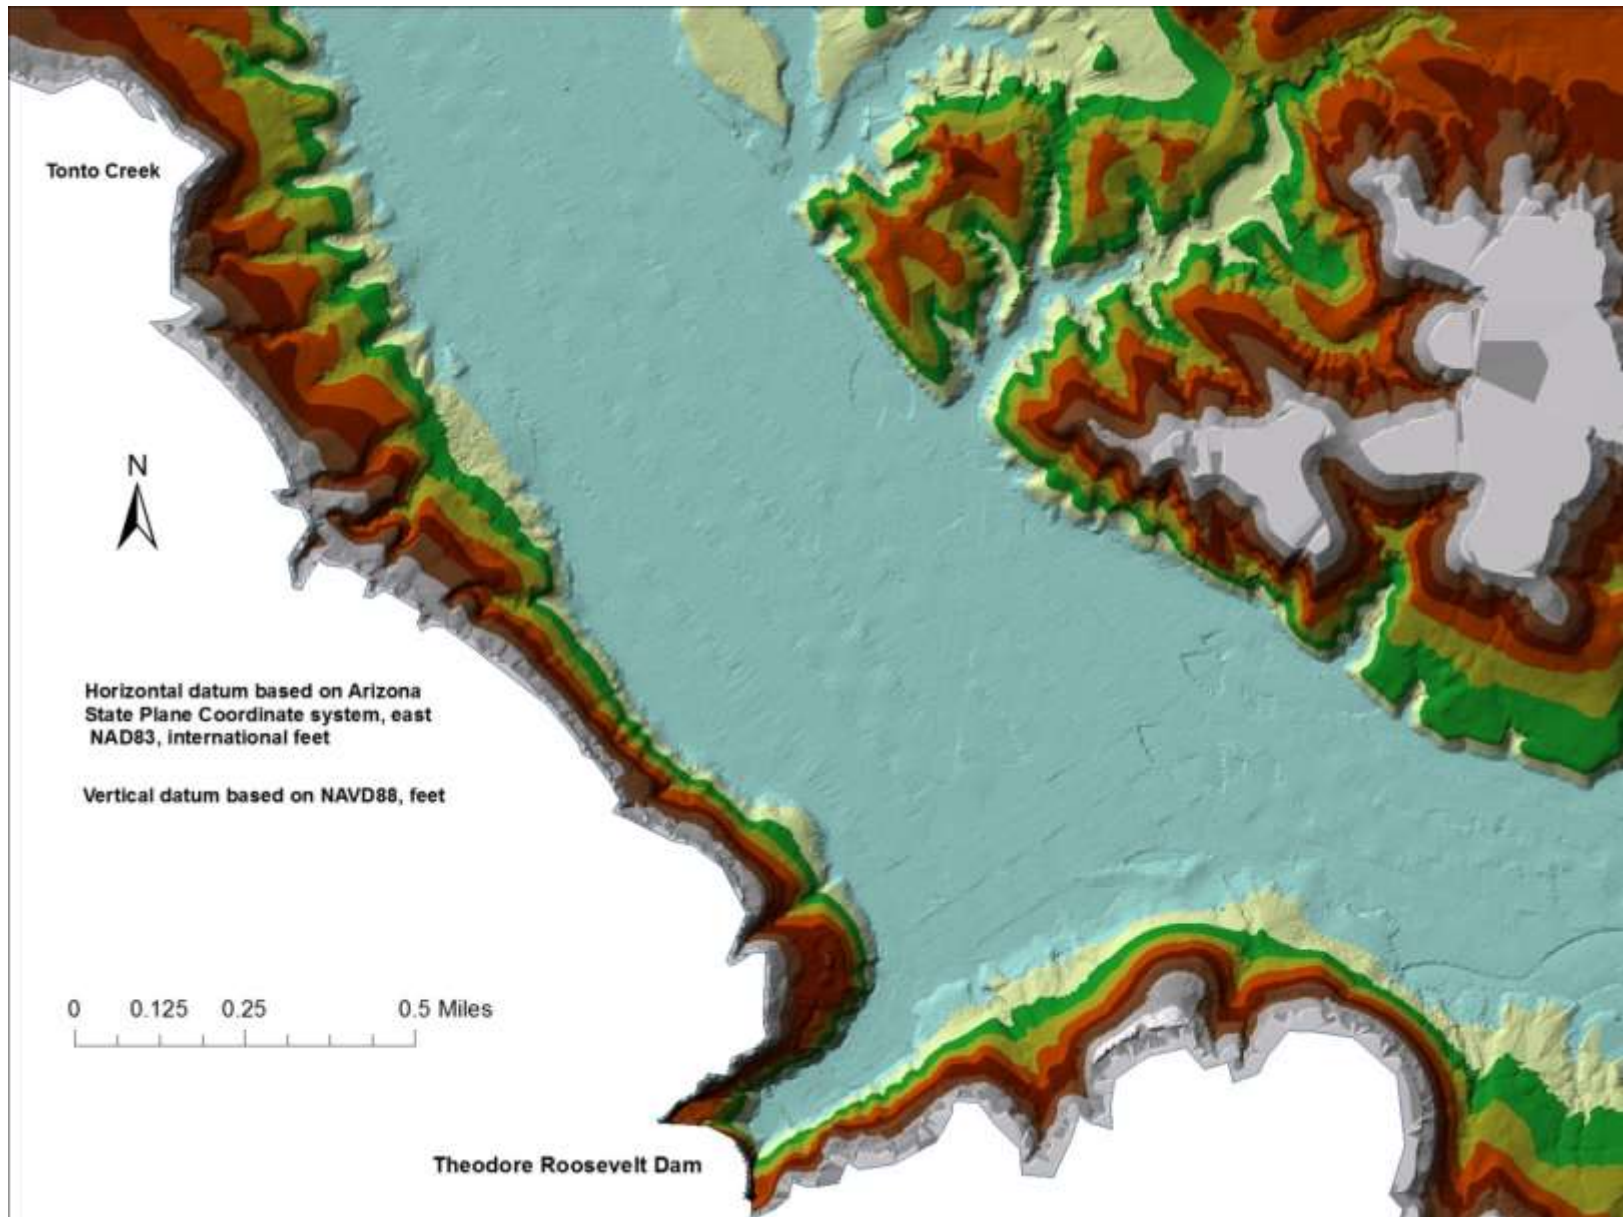 Tonto Creek
N
Horizontal datum based on Arizona
State Plane Coordinate system, east
NAD83, international feet
Vertical datum based on NAVD88, feet
0 0.125 0.25 0.5 Miles
Theodore Roosevelt Dam